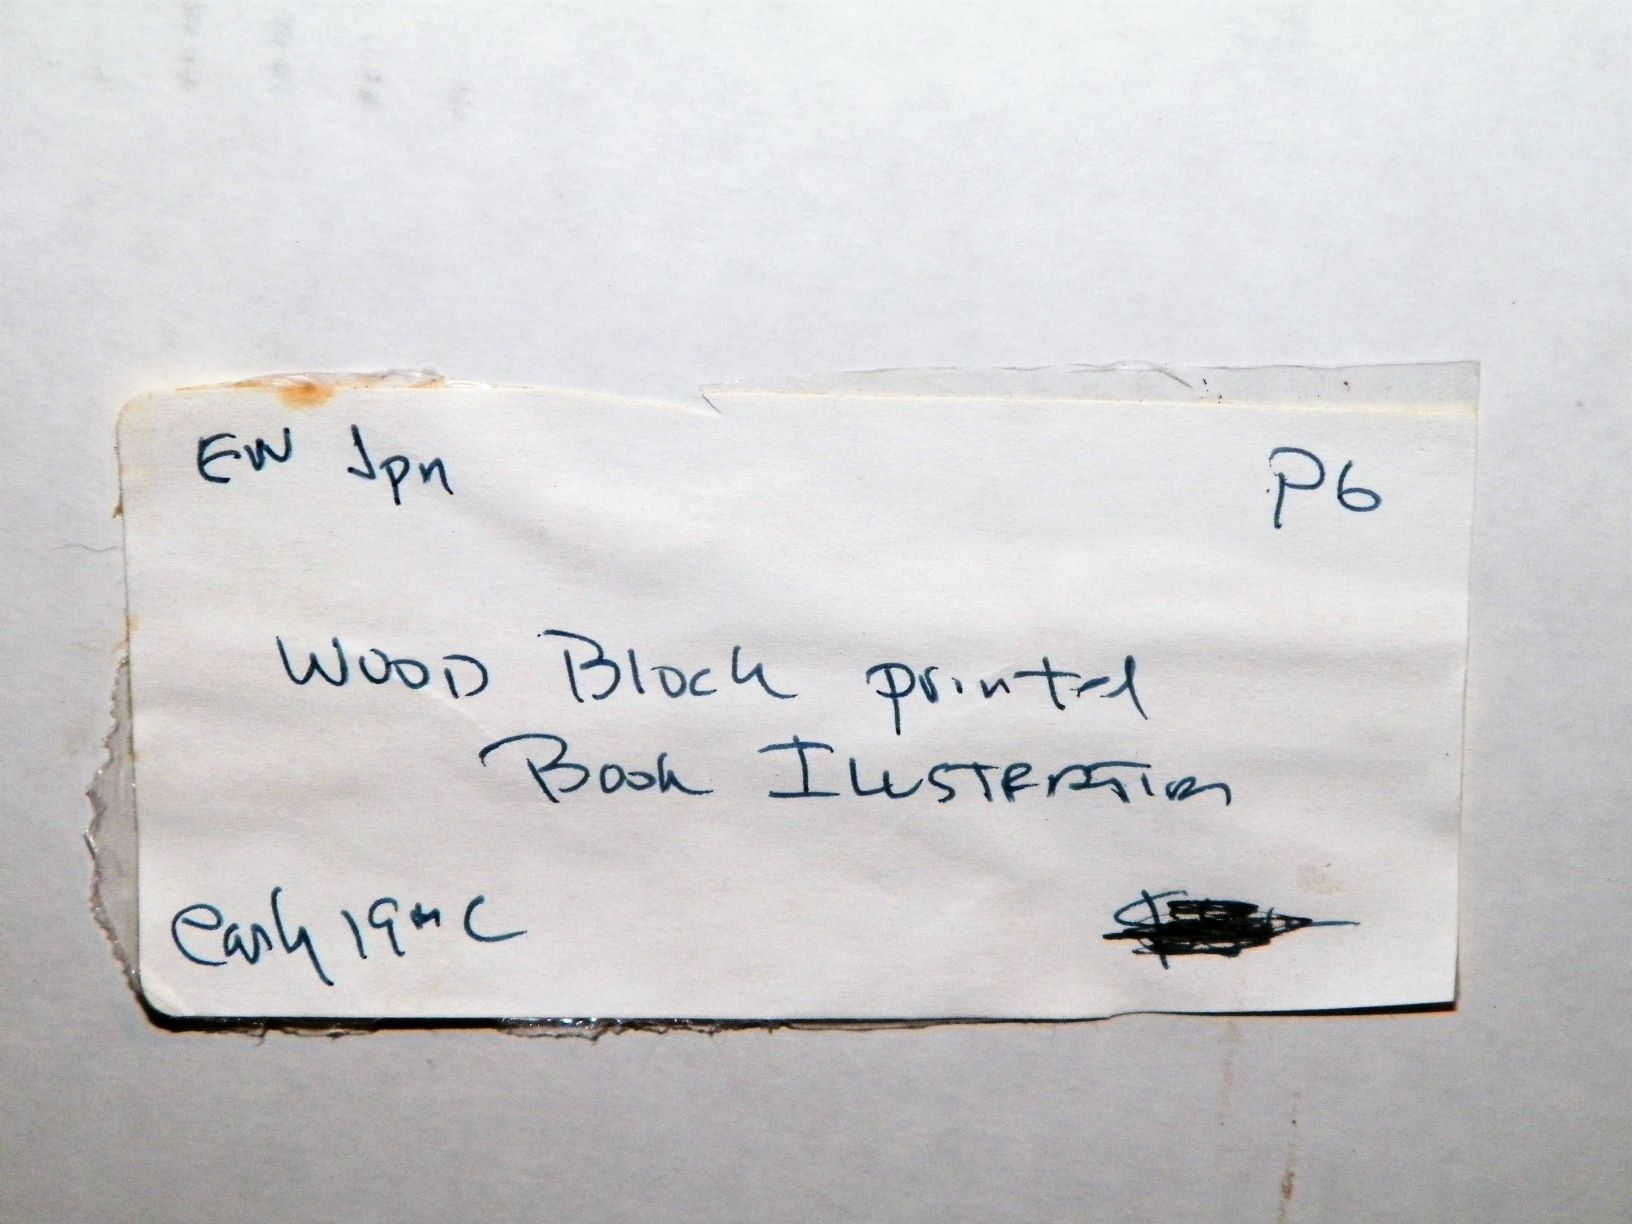 EW Jpn P6
WOOD Block printed
Book ILLUSTRATION
early 19th C